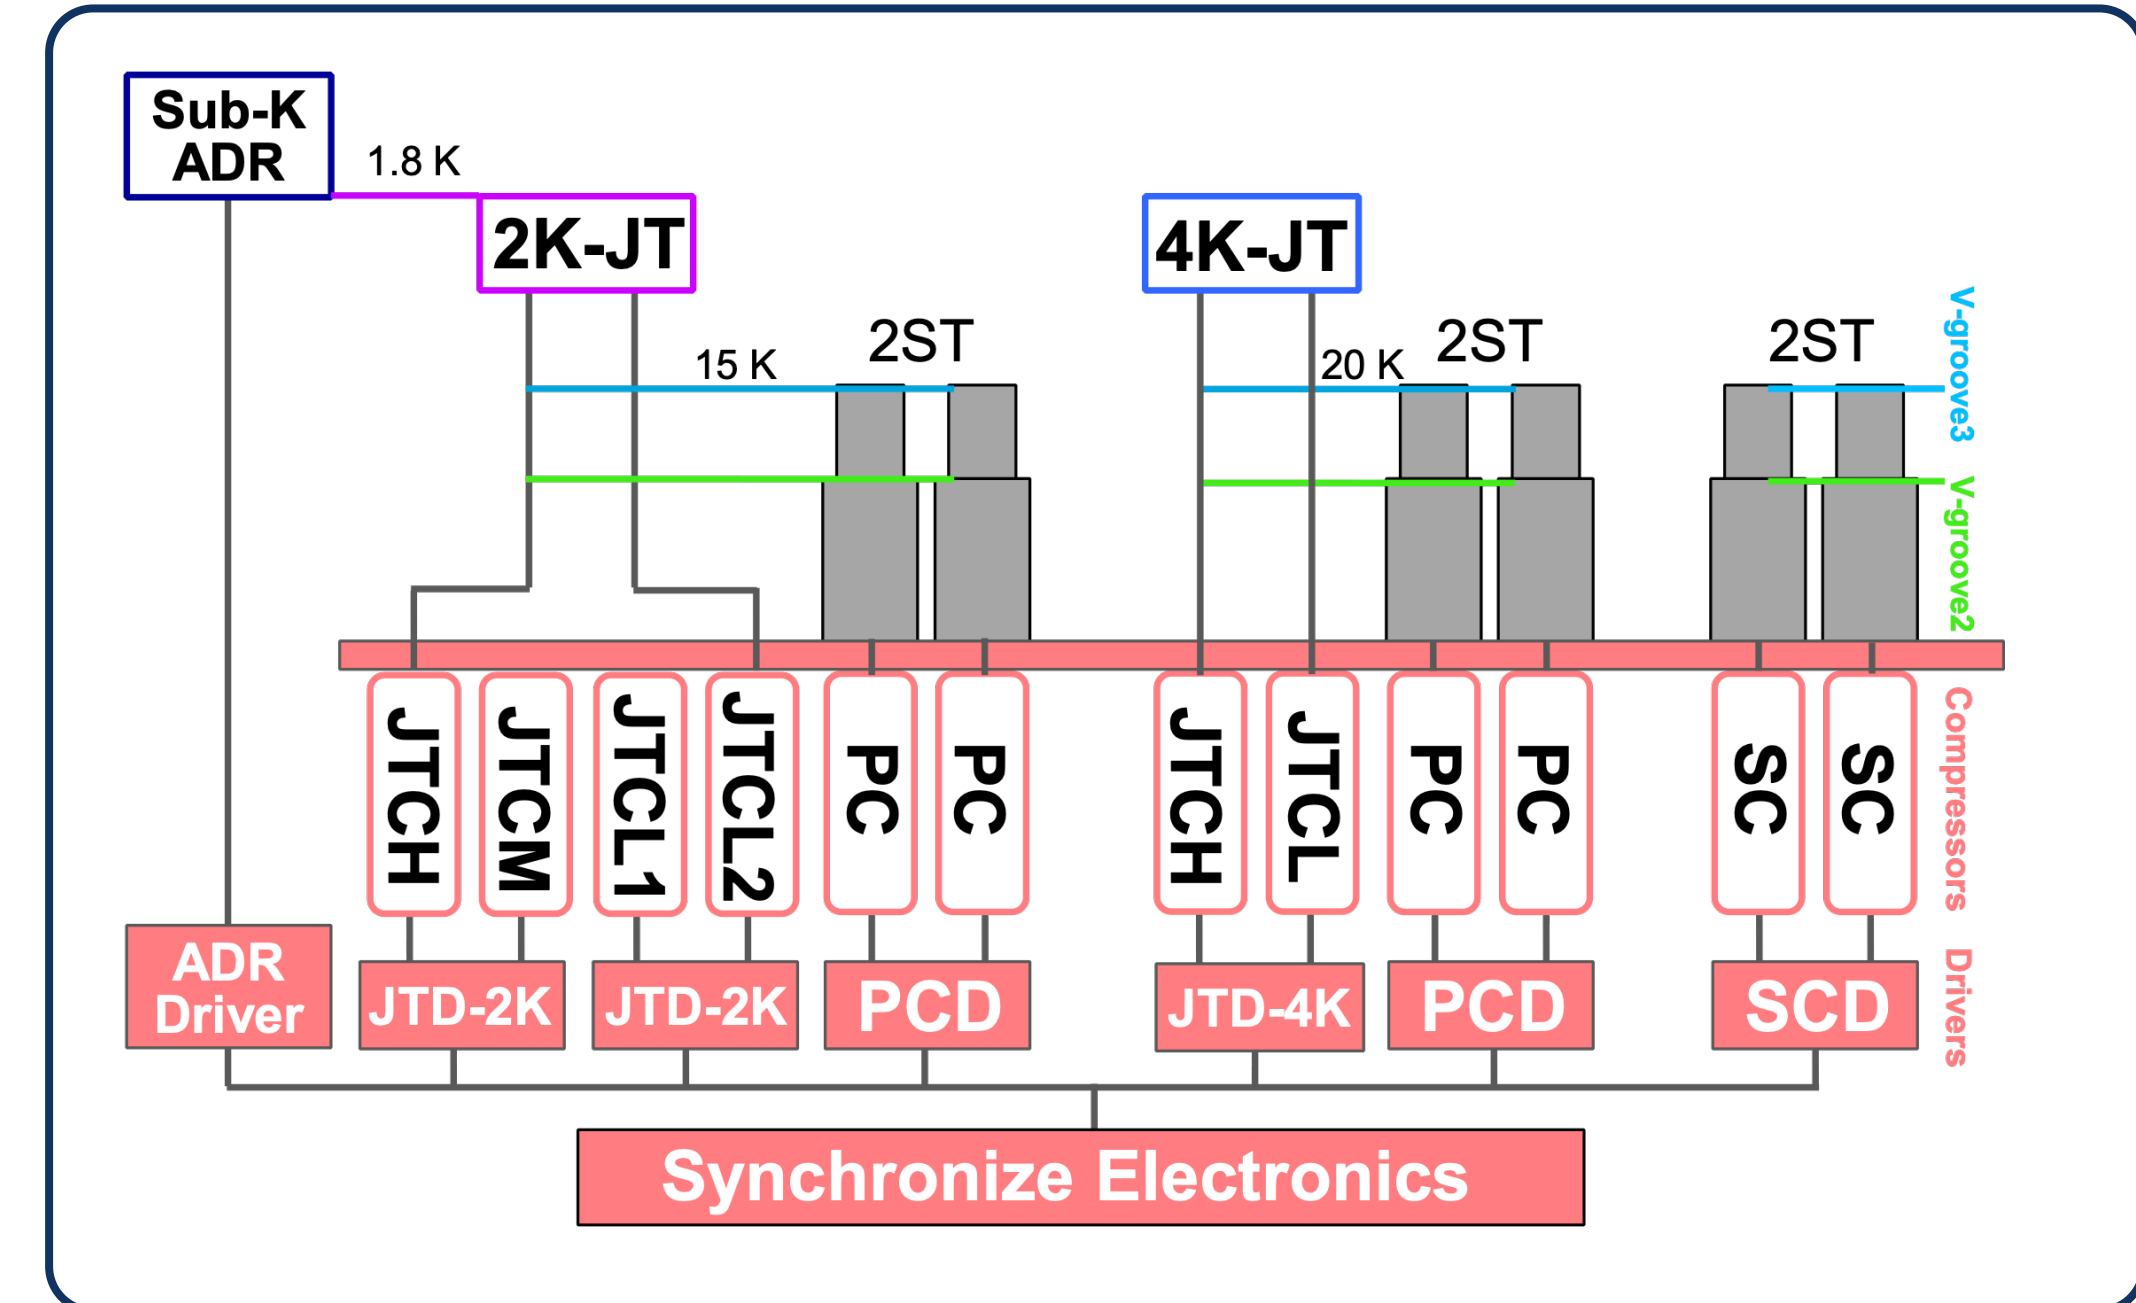 Sub-K
ADR
1.8 K
2K-JT
4K-JT
15 K
2ST
20 K
2ST
2ST
V-groove3
V-groove2
JTCH
JTCM
JTCL1
JTCL2
PC
PC
JTCH
JTCL
PC
PC
SC
SC
Compressors
ADR
Driver
JTD-2K
JTD-2K
PCD
JTD-4K
PCD
SCD
Drivers
Synchronize Electronics